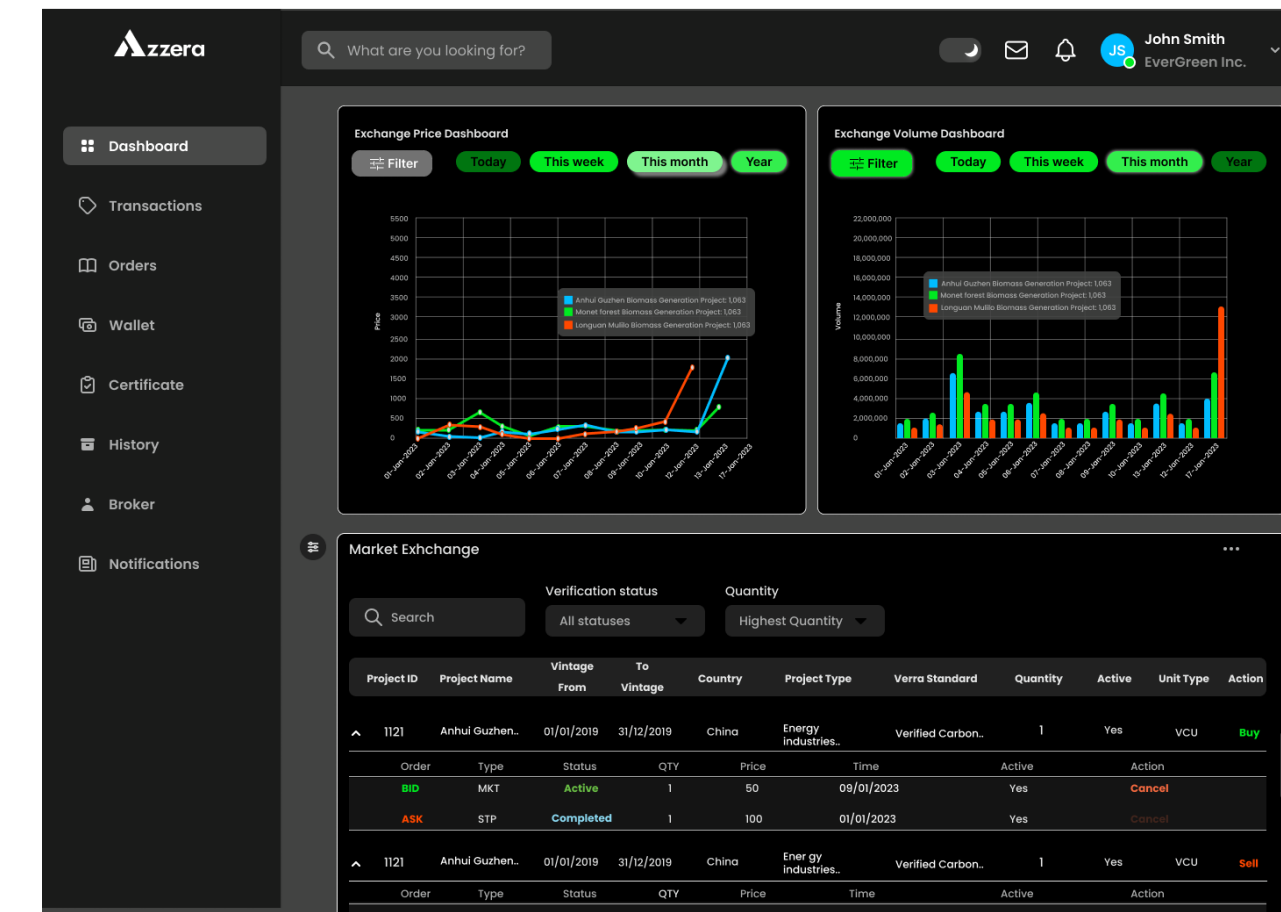 Azzera
What are you looking for?
JS
John Smith
EverGreen Inc.
Dashboard
Transactions
Orders
Wallet
Certificate
History
Broker
Notifications
Exchange Price Dashboard
Filter
Today
This week
This month
Year
5500
5000
4500
4000
3500
3000
2500
2000
1500
1000
500
0
Price
Anhui Guzhen Biomass Generation Project: 1,063
Monet forest Biomass Generation Project: 1,063
Longuan Mulilo Biomass Generation Project: 1,063
01-Jan-2023
02-Jan-2023
03-Jan-2023
04-Jan-2023
05-Jan-2023
06-Jan-2023
07-Jan-2023
08-Jan-2023
09-Jan-2023
10-Jan-2023
12-Jan-2023
13-Jan-2023
17-Jan-2023
Exchange Volume Dashboard
Filter
Today
This week
This month
Year
22,000,000
20,000,000
18,000,000
16,000,000
14,000,000
12,000,000
10,000,000
8,000,000
6,000,000
4,000,000
2,000,000
0
Volume
Anhui Guzhen Biomass Generation Project: 1,063
Monet forest Biomass Generation Project: 1,063
Longuan Mulilo Biomass Generation Project: 1,063
01-Jan-2023
02-Jan-2023
03-Jan-2023
04-Jan-2023
05-Jan-2023
06-Jan-2023
07-Jan-2023
08-Jan-2023
09-Jan-2023
10-Jan-2023
13-Jan-2023
12-Jan-2023
17-Jan-2023
Market Exhchange
Search
Verification status
All statuses
Quantity
Highest Quantity
Project ID Project Name Vintage From To Vintage Country Project Type Verra Standard Quantity Active Unit Type Action
1121 Anhui Guzhen.. 01/01/2019 31/12/2019 China Energy industries.. Verified Carbon.. 1 Yes VCU Buy
Order Type Status QTY Price Time Active Action
BID MKT Active 1 50 09/01/2023 Yes Cancel
ASK STP Completed 1 100 01/01/2023 Yes Cancel
1121 Anhui Guzhen.. 01/01/2019 31/12/2019 China Ener gy industries.. Verified Carbon.. 1 Yes VCU Sell
Order Type Status QTY Price Time Active Action